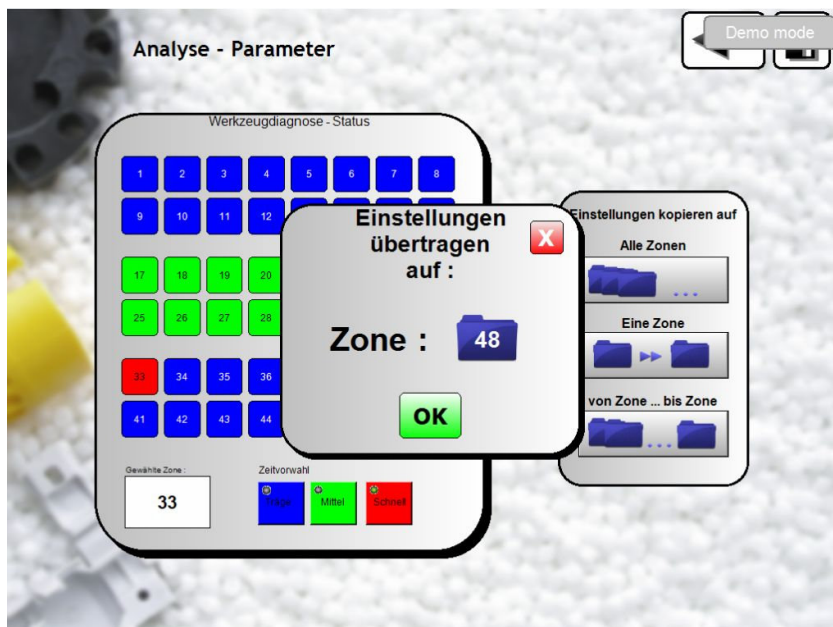 Analyse - Parameter
Demo mode
Werkzeugdiagnose - Status
1 2 3 4 5 6 7 8
9 10 11 12
17 18 19 20
25 26 27 28
33 34 35 36
41 42 43 44
Gewählte Zone :
33
Zeitvorwahl
Träge Mittel Schnell
Einstellungen
übertragen
auf :
X
Zone : 48
OK
Einstellungen kopieren auf
Alle Zonen
...
Eine Zone
von Zone ... bis Zone
...